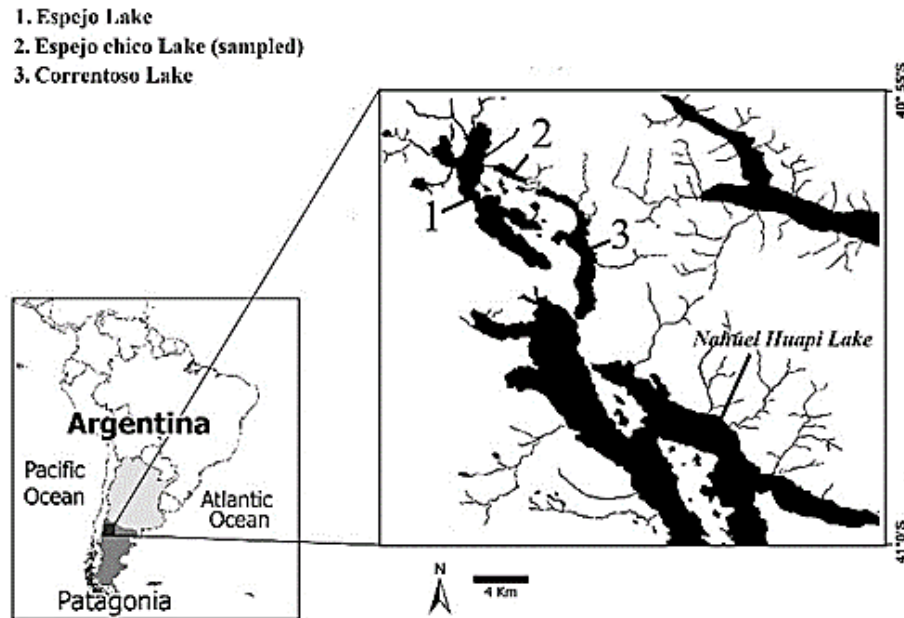 1. Espejo Lake
2. Espejo chico Lake (sampled)
3. Correntoso Lake
40° 55'S
2
1
3
Nahuel Huapi Lake
Argentina
Pacific
Ocean
Atlantic
Ocean
Patagonia
N
4 Km
41°0'S